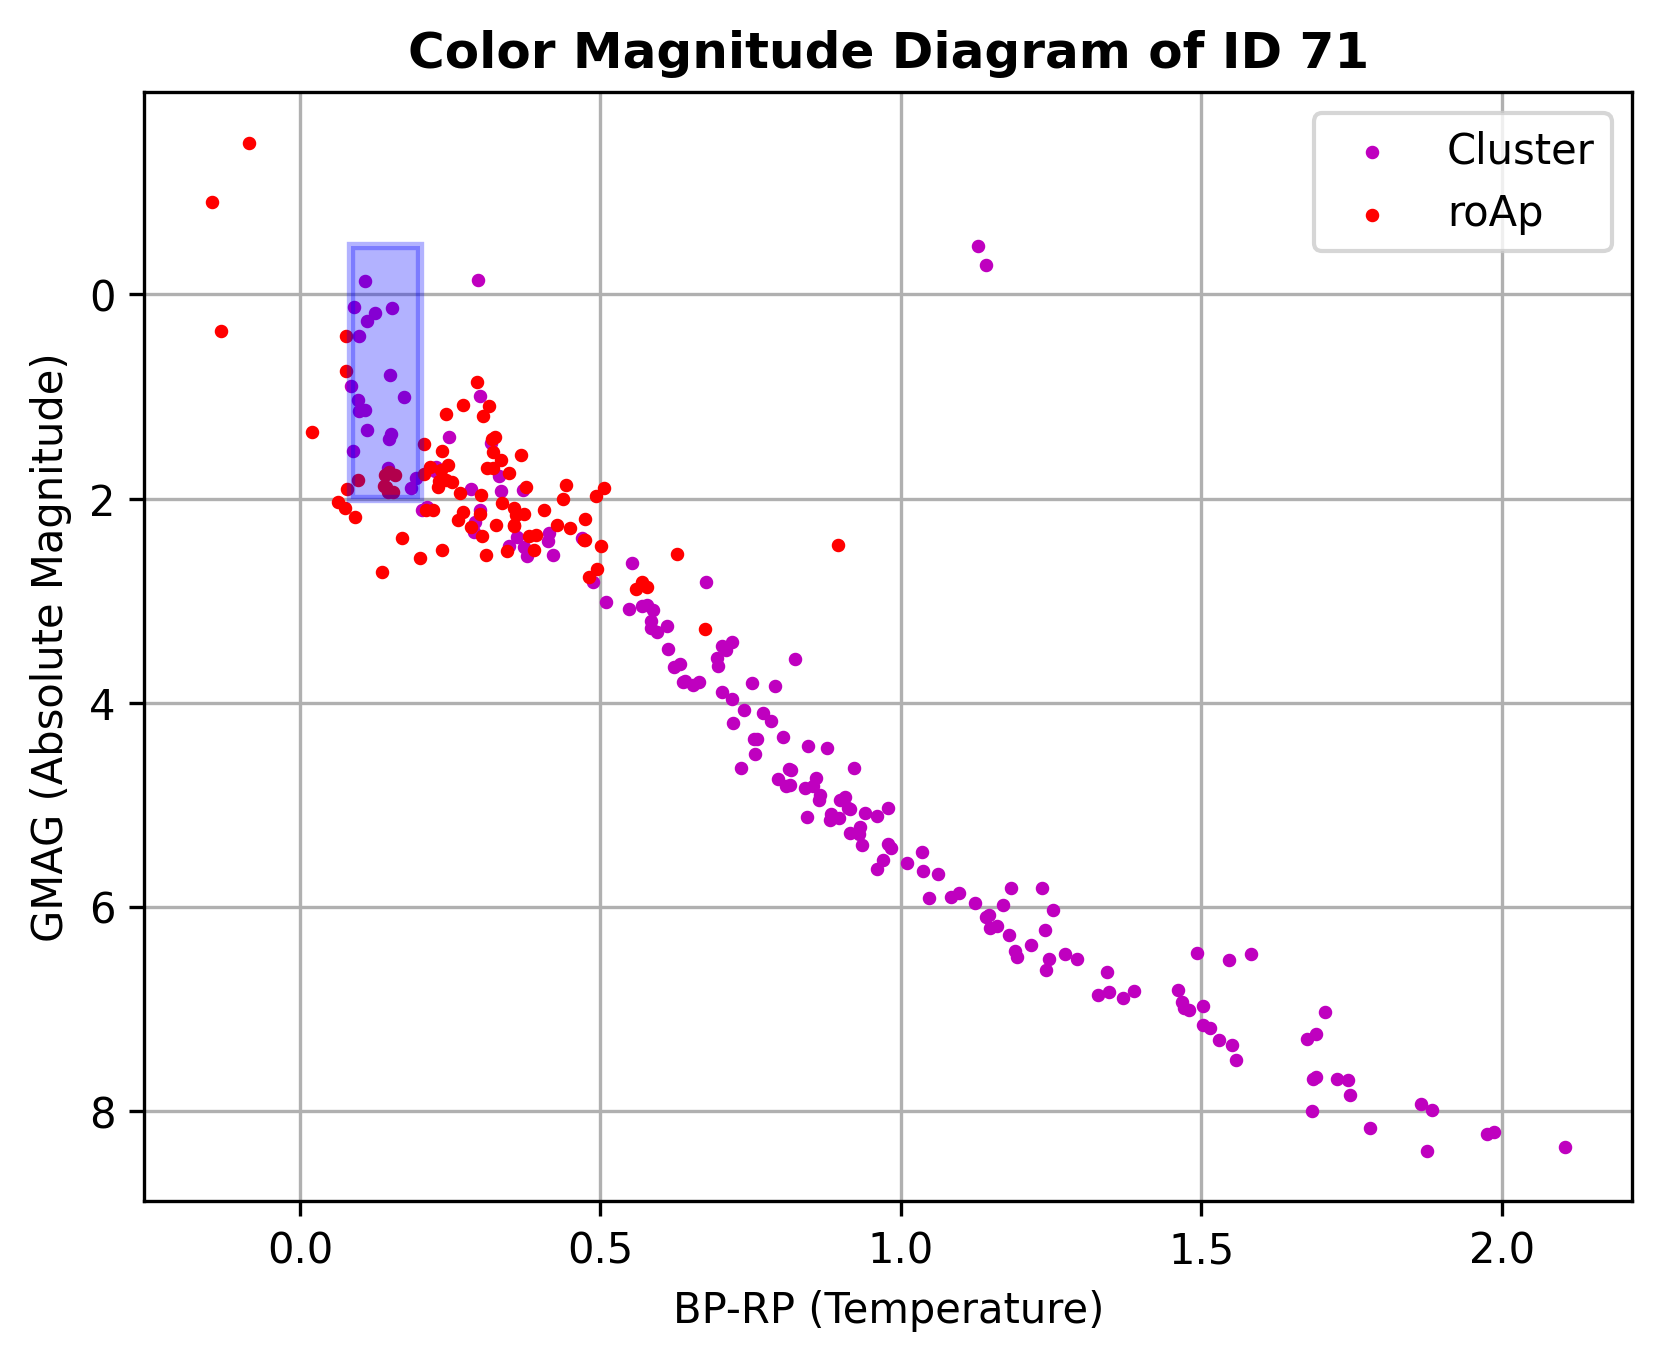 Color Magnitude Diagram of ID 71
Cluster
roAp
GMAG (Absolute Magnitude)
0
2
4
6
8
0.0 0.5 1.0 1.5 2.0
BP-RP (Temperature)